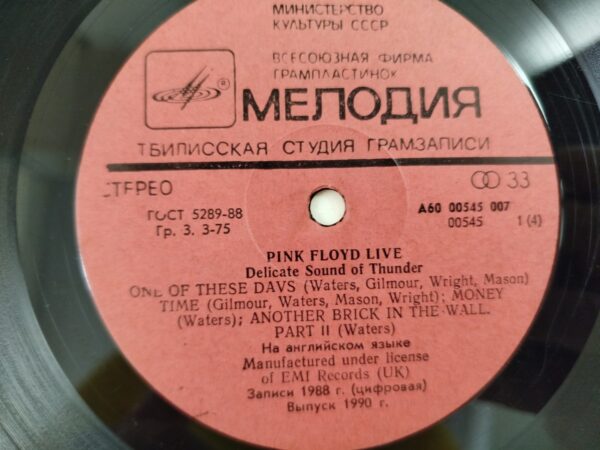 МИНИСТЕРСТВО
КУЛЬТУРЫ СССР
ВСЕСОЮЗНАЯ ФИРМА
ГРАМПЛАСТИНОК
МЕЛОДИЯ
ТБИЛИССКАЯ СТУДИЯ ГРАМЗАПИСИ
СТЕРЕО
33
ГОСТ 5289-88
Гр. 3. 3-75
А60 00545 007
00545 1 (4)
PINK FLOYD LIVE
Delicate Sound of Thunder
ONE OF THESE DAVS (Waters, Gilmour, Wright, Mason)
TIME (Gilmour, Waters, Mason, Wright); MONEY
(Waters); ANOTHER BRICK IN THE WALL.
PART II (Waters)
На английском языке
Manufactured under license
of EMI Records (UK)
Записи 1988 г. (цифровая)
Выпуск 1990 г.